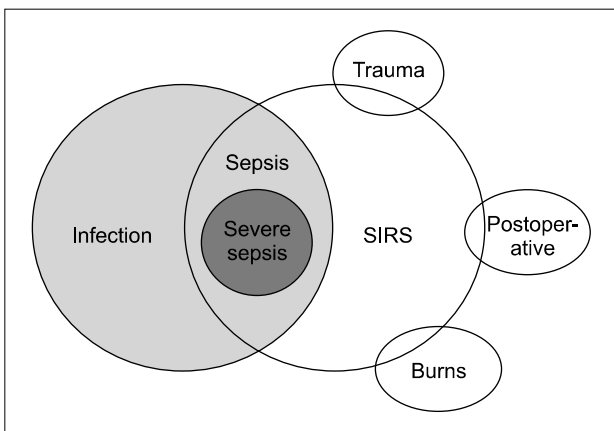 Trauma
Sepsis
Infection
Severe
sepsis
SIRS
Postoper-
ative
Burns